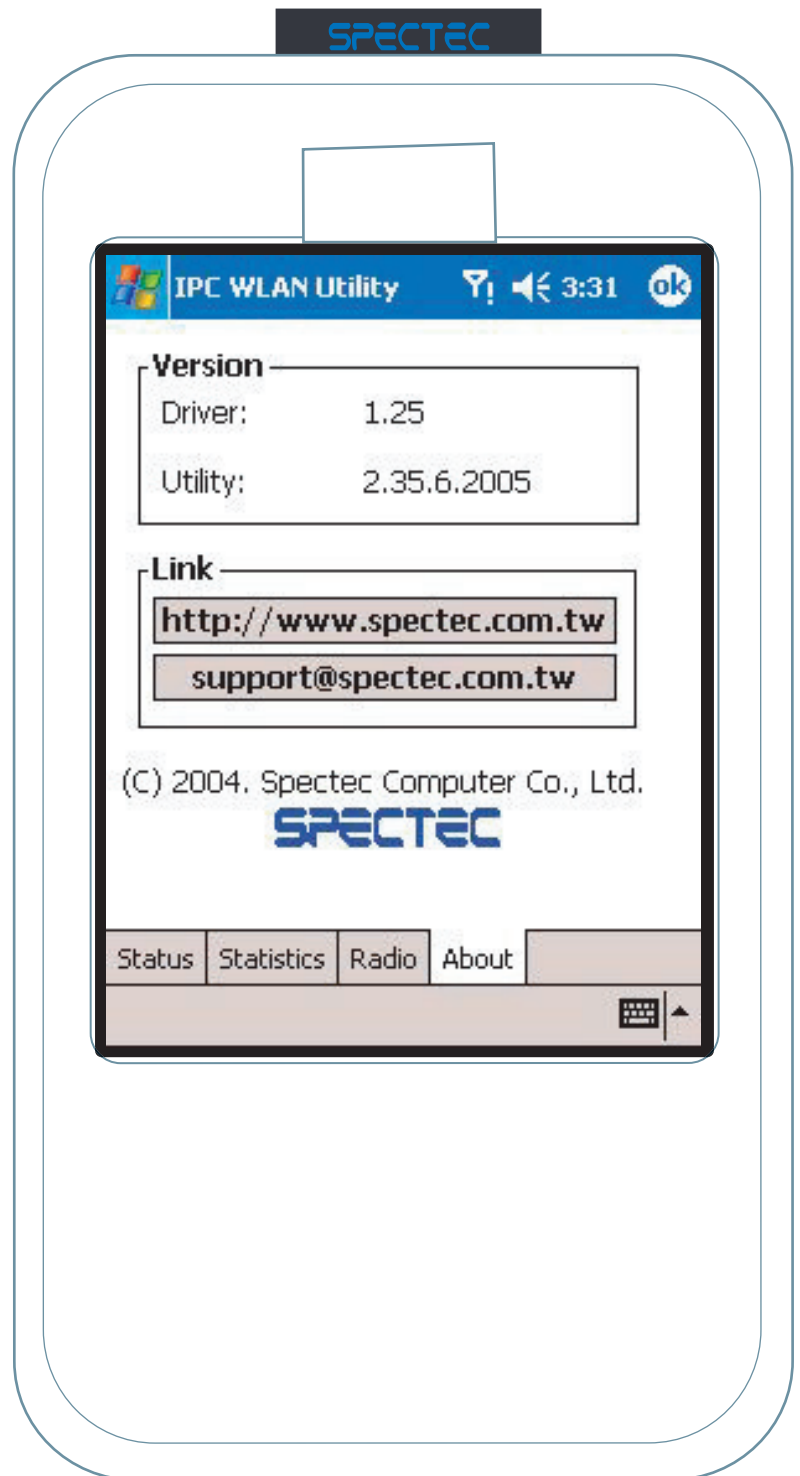 SPECTEC
IPC WLAN Utility 3:31 ok
Version
Driver: 1.25
Utility: 2.35.6.2005
Link
http://www.spectec.com.tw
support@spectec.com.tw
(C) 2004. Spectec Computer Co., Ltd.
SPECTEC
Status Statistics Radio About